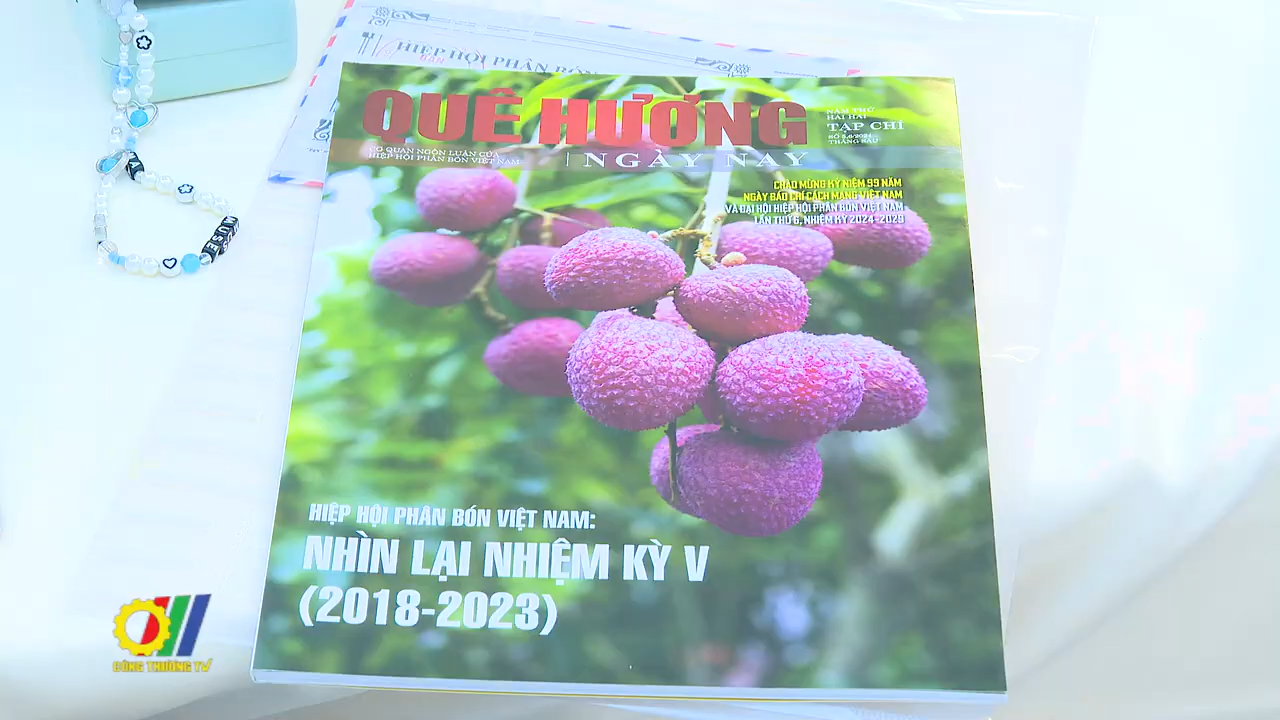 HIỆP HỘI PHÂN BÓN
QUÊ HƯƠNG
NGÀY NAY
CƠ QUAN NGÔN LUẬN CỦA
HIỆP HỘI PHÂN BÓN VIỆT NAM
NĂM THỨ
HAI HAI
TẠP CHÍ
THÁNG SÁU
CHÀO MỪNG KỶ NIỆM 99 NĂM
NGÀY BÁO CHÍ CÁCH MẠNG VIỆT NAM
VÀ ĐẠI HỘI HIỆP HỘI PHÂN BÓN VIỆT NAM
LẦN THỨ 6, NHIỆM KỲ 2024-2029
HIỆP HỘI PHÂN BÓN VIỆT NAM:
NHÌN LẠI NHIỆM KỲ V
(2018-2023)
CÔNG THƯƠNG TV